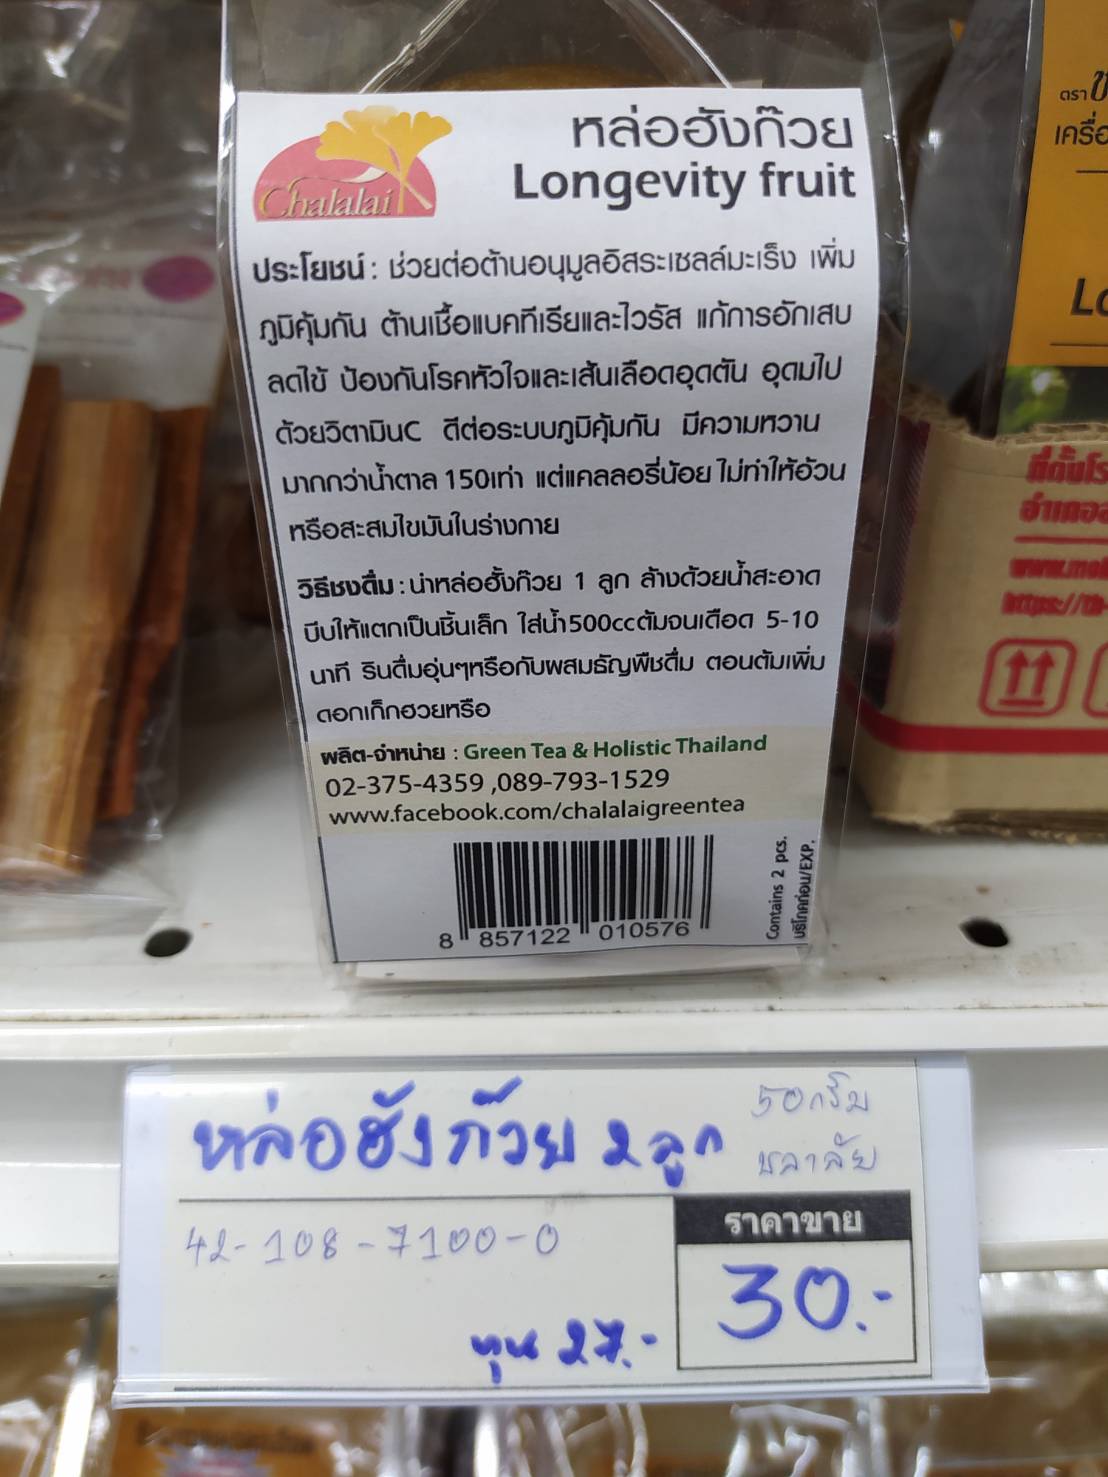 Chalalai
หล่อฮังก๊วย
Longevity fruit
ประโยชน์ : ช่วยต่อต้านอนุมูลอิสระเซลล์มะเร็ง เพิ่ม
ภูมิคุ้มกัน ต้านเชื้อแบคทีเรียและไวรัส แก้การอักเสบ
ลดไข้ ป้องกันโรคหัวใจและเส้นเลือดอุดตัน อุดมไป
ด้วยวิตามินC ดีต่อระบบภูมิคุ้มกัน มีความหวาน
มากกว่าน้ำตาล 150เท่า แต่แคลลอรี่น้อย ไม่ทำให้อ้วน
หรือสะสมไขมันในร่างกาย
วิธีชงดื่ม : นำหล่อฮั้งก๊วย 1 ลูก ล้างด้วยน้ำสะอาด
บีบให้แตกเป็นชิ้นเล็ก ใส่น้ำ500ccต้มจนเดือด 5-10
นาที รินดื่มอุ่นๆหรือกับผสมธัญพืชดื่ม ตอนต้มเพิ่ม
ดอกเก็กฮวยหรือ
ผลิต-จำหน่าย : Green Tea & Holistic Thailand
02-375-4359 ,089-793-1529
www.facebook.com/chalalaigreentea
8 857122 010576
Contains 2 pcs.
บริโภคก่อน/EXP.
ตรา
หล่อฮังก๊วย 2 ลูก
50กรัม
ชลาลัย
42-108-7100-0
ราคาขาย
30.-
ทุน 27.-